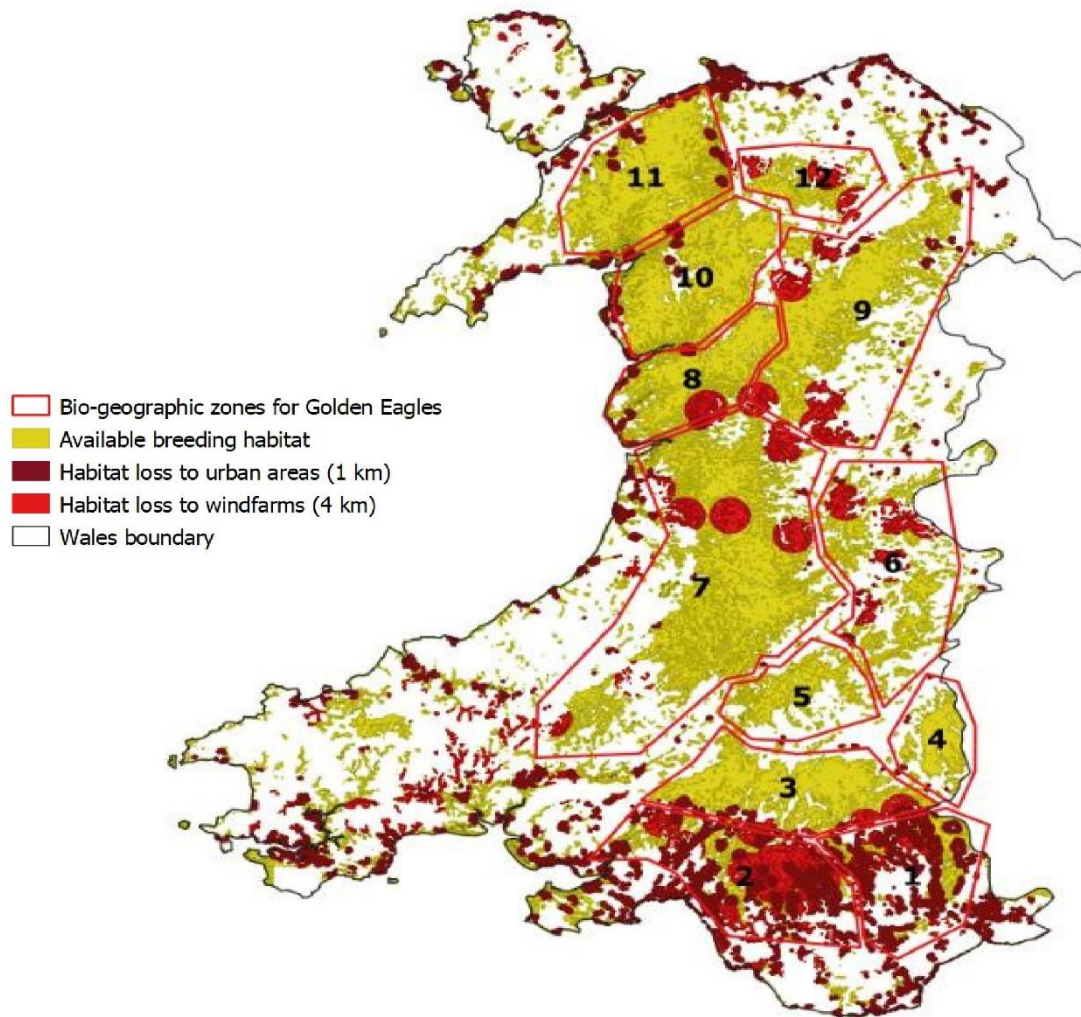 11
12
10
9
8
Bio-geographic zones for Golden Eagles
Available breeding habitat
Habitat loss to urban areas (1 km)
Habitat loss to windfarms (4 km)
Wales boundary
6
7
5
4
3
2
1